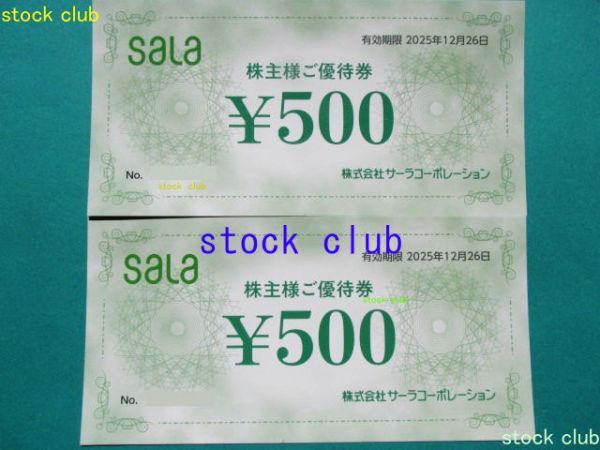 stock club
sala
有効期限 2025年12月26日
株主様ご優待券
¥500
No.
株式会社サーラコーポレーション
stock club
stock club
sala
有効期限 2025年12月26日
株主様ご優待券
stock club
¥500
No.
株式会社サーラコーポレーション
stock club